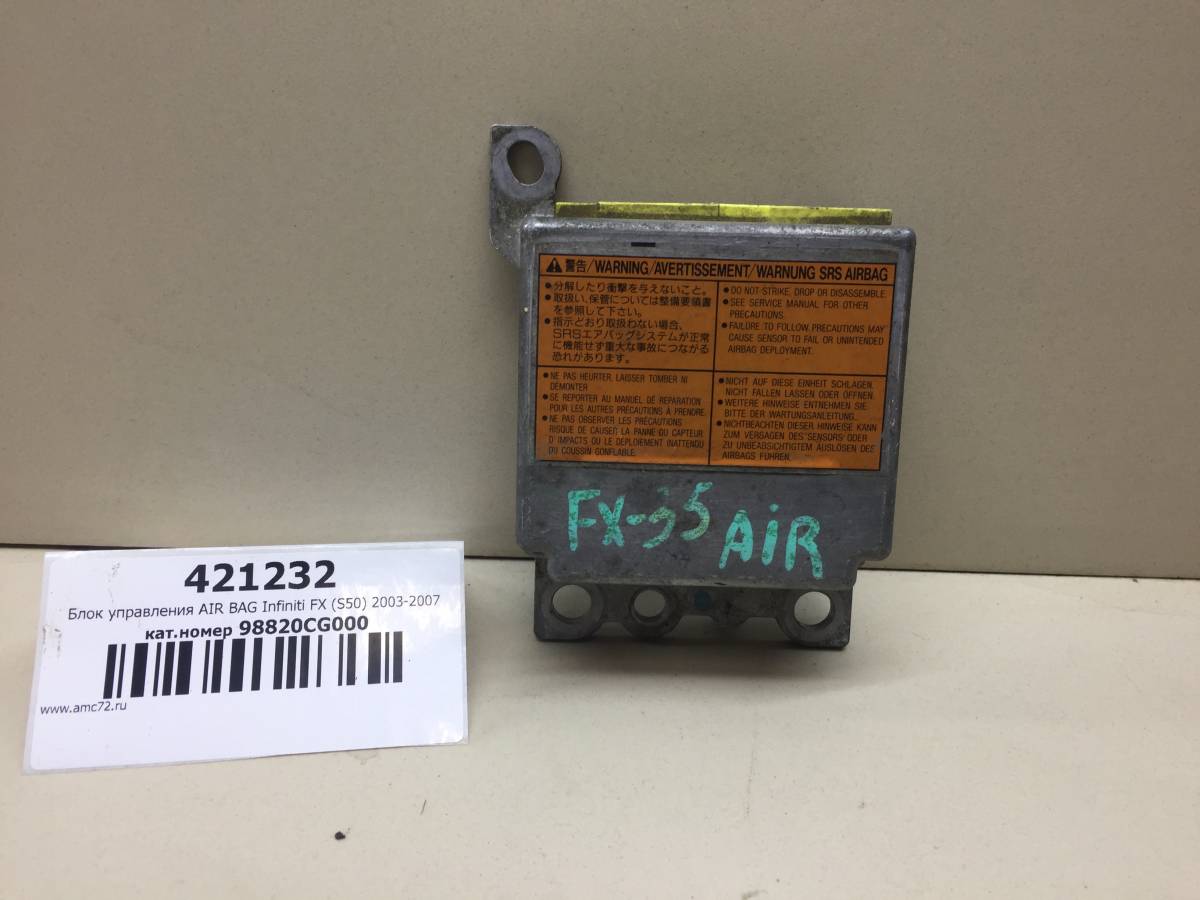 警告/WARNING/AVERTISSEMENT/WARNUNG SRS AIRBAG
●分解したり衝撃を与えないこと。
●取扱い、保管については整備要領書
を参照して下さい。
●指示どおり取扱わない場合、
SRSエアバッグシステムが正常
に機能せず重大な事故につながる
恐れがあります。
●DO NOT STRIKE, DROP OR DISASSEMBLE.
●SEE SERVICE MANUAL FOR OTHER
PRECAUTIONS.
●FAILURE TO FOLLOW PRECAUTIONS MAY
CAUSE SENSOR TO FAIL OR UNINTENDED
AIRBAG DEPLOYMENT.
●NE PAS HEURTER, LAISSER TOMBER NI
DEMONTER
●SE REPORTER AU MANUEL DE REPARATION
POUR LES AUTRES PRÉCAUTIONS À PRENDRE.
●NE PAS OBSERVER LES PRÉCAUTIONS
RISQUE DE CAUSER LA PANNE DU CAPTEUR
D'IMPACTS OU LE DEPLOIEMENT INATTENDU
DU COUSSIN GONFLABLE.
●NICHT AUF DIESE EINHEIT SCHLAGEN,
NICHT FALLEN LASSEN ODER ÖFFNEN.
●WEITERE HINWEISE ENTNEHMEN SIE
BITTE DER WARTUNGSANLEITUNG.
●NICHTBEACHTEN DIESER HINWEISE KANN
ZUM VERSAGEN DES SENSORS ODER
ZU UNBEABSICHTIGTEM AUSLÖSEN DES
AIRBAGS FÜHREN.
FX-35 AiR
421232
Блок управления AIR BAG Infiniti FX (S50) 2003-2007
кат.номер 98820CG000
www.amc72.ru